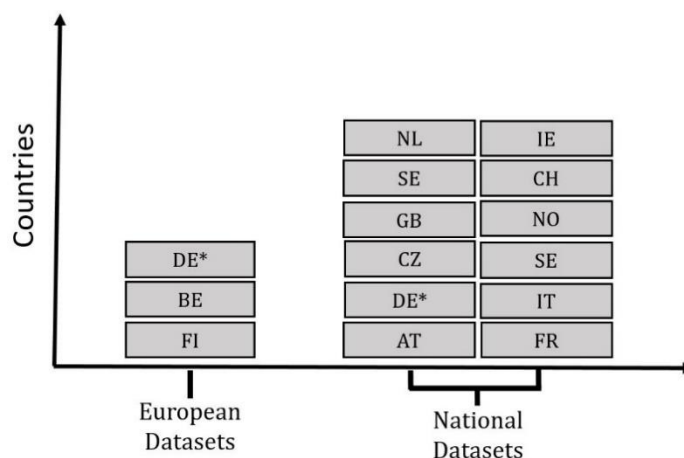 Countries
NL
IE
SE
CH
GB
NO
DE*
CZ
SE
BE
DE*
IT
FI
AT
FR
European
Datasets
National
Datasets